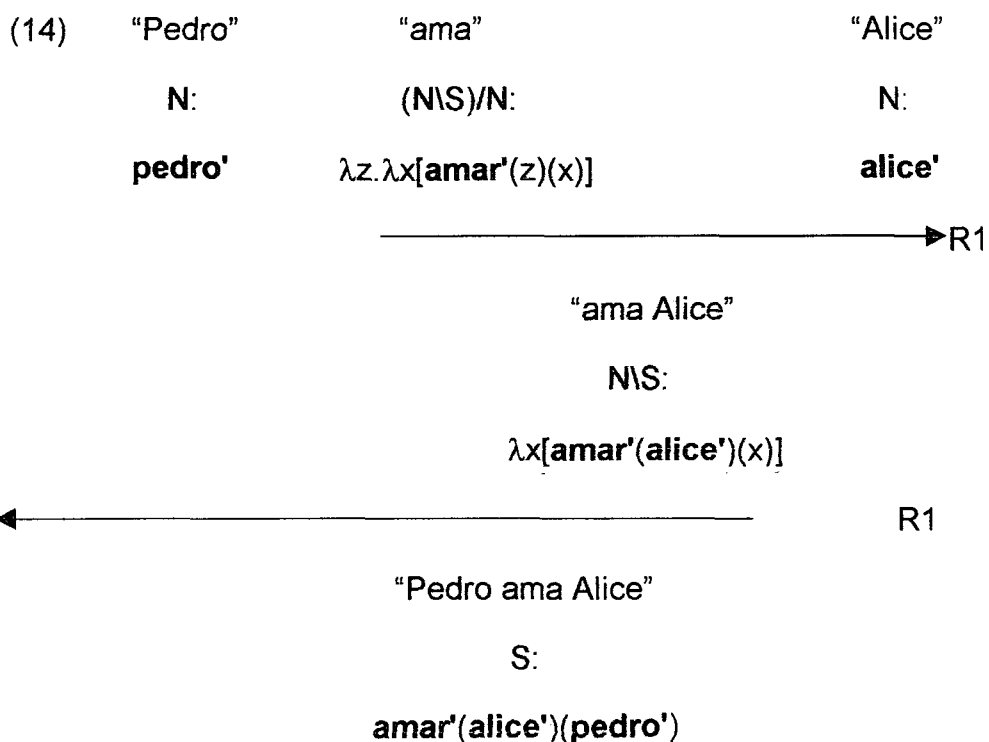 (14) “Pedro” “ama” “Alice”
N: (N\S)/N: N:
pedro' λz.λx[amar'(z)(x)] alice'
R1
“ama Alice”
N\S:
λx[amar'(alice')(x)]
R1
“Pedro ama Alice”
S:
amar'(alice')(pedro')